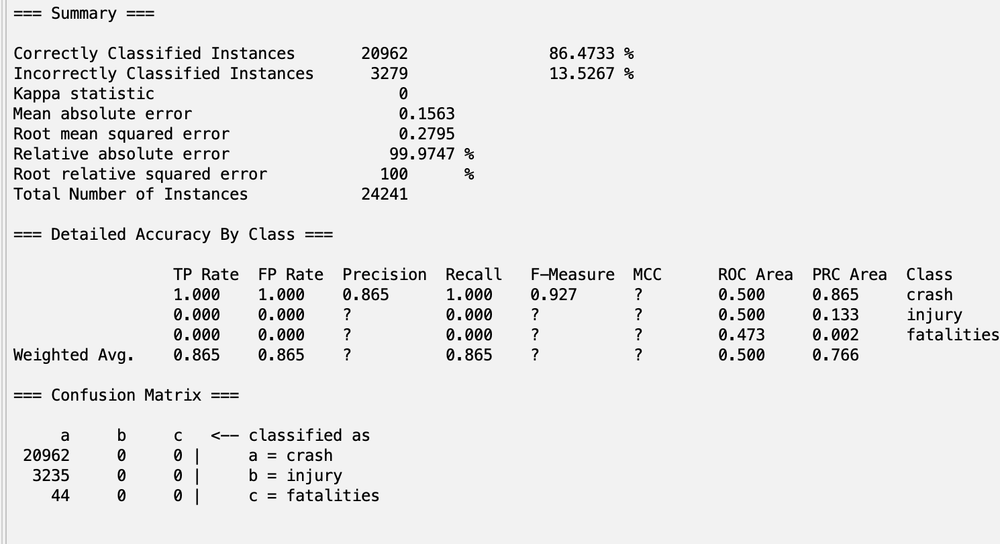 === Summary ===
Correctly Classified Instances 20962 86.4733 %
Incorrectly Classified Instances 3279 13.5267 %
Kappa statistic 0
Mean absolute error 0.1563
Root mean squared error 0.2795
Relative absolute error 99.9747 %
Root relative squared error 100 %
Total Number of Instances 24241
=== Detailed Accuracy By Class ===
TP Rate FP Rate Precision Recall F-Measure MCC ROC Area PRC Area Class
1.000 1.000 0.865 1.000 0.927 ? 0.500 0.865 crash
0.000 0.000 ? 0.000 ? ? 0.500 0.133 injury
0.000 0.000 ? 0.000 ? ? 0.473 0.002 fatalities
Weighted Avg. 0.865 0.865 ? 0.865 ? ? 0.500 0.766
=== Confusion Matrix ===
a b c <-- classified as
20962 0 0 | a = crash
3235 0 0 | b = injury
44 0 0 | c = fatalities